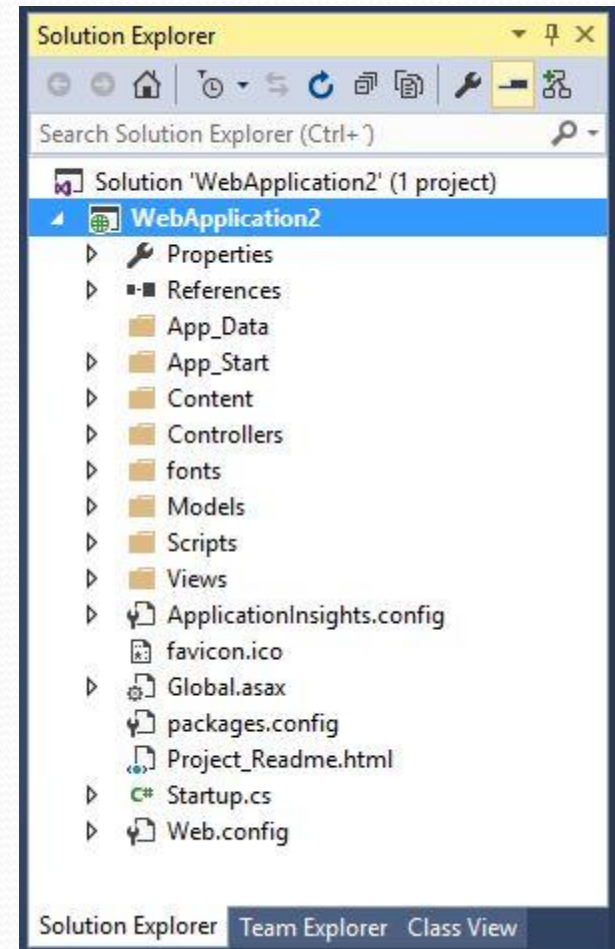 Solution Explorer
Search Solution Explorer (Ctrl+´)
Solution 'WebApplication2' (1 project)
WebApplication2
Properties
References
App_Data
App_Start
Content
Controllers
fonts
Models
Scripts
Views
ApplicationInsights.config
favicon.ico
Global.asax
packages.config
Project_Readme.html
C# Startup.cs
Web.config
Solution Explorer Team Explorer Class View